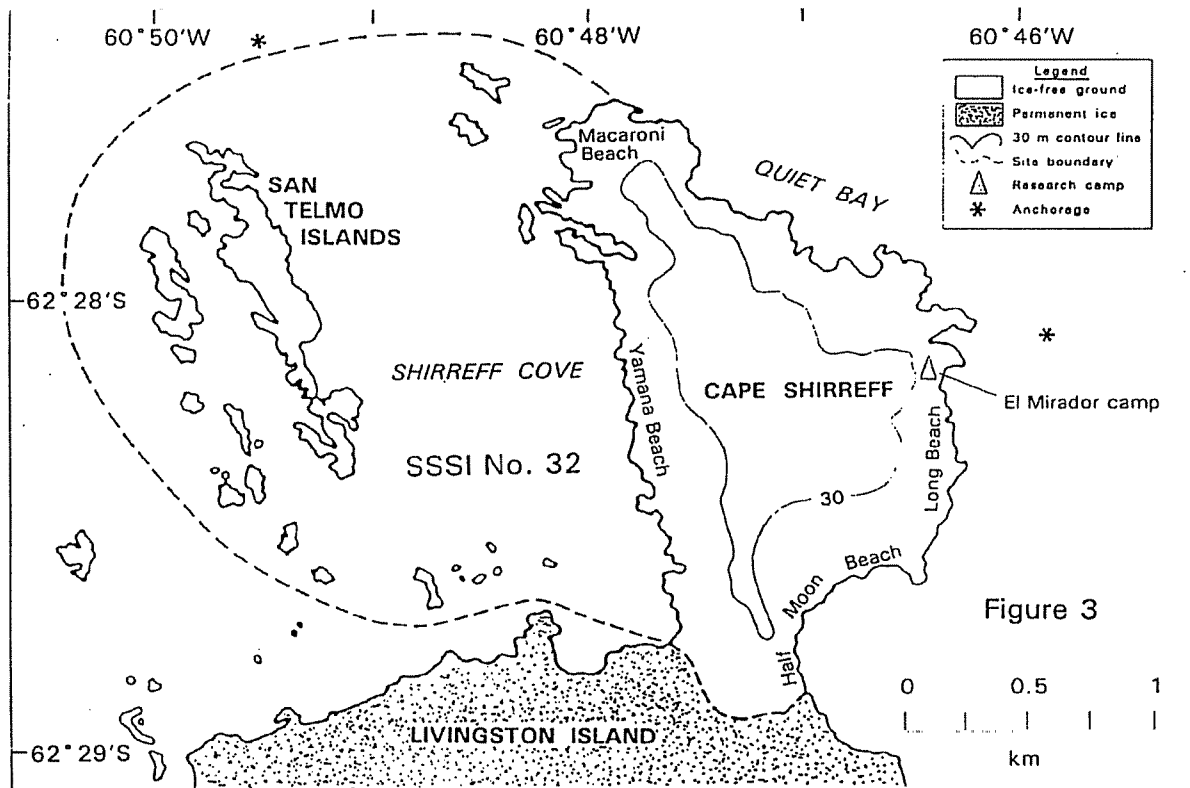 60°50'W
60°48'W
60°46'W
Legend
Ice-free ground
Permanent ice
30 m contour line
Site boundary
Research camp
Anchorage
Macaroni
Beach
QUIET BAY
SAN
TELMO
ISLANDS
62°28'S
SHIRREFF COVE
Yamana Beach
CAPE SHIRREFF
El Mirador camp
Long Beach
SSSI No. 32
30
Half Moon Beach
Figure 3
0 0.5 1
km
LIVINGSTON ISLAND
62°29'S